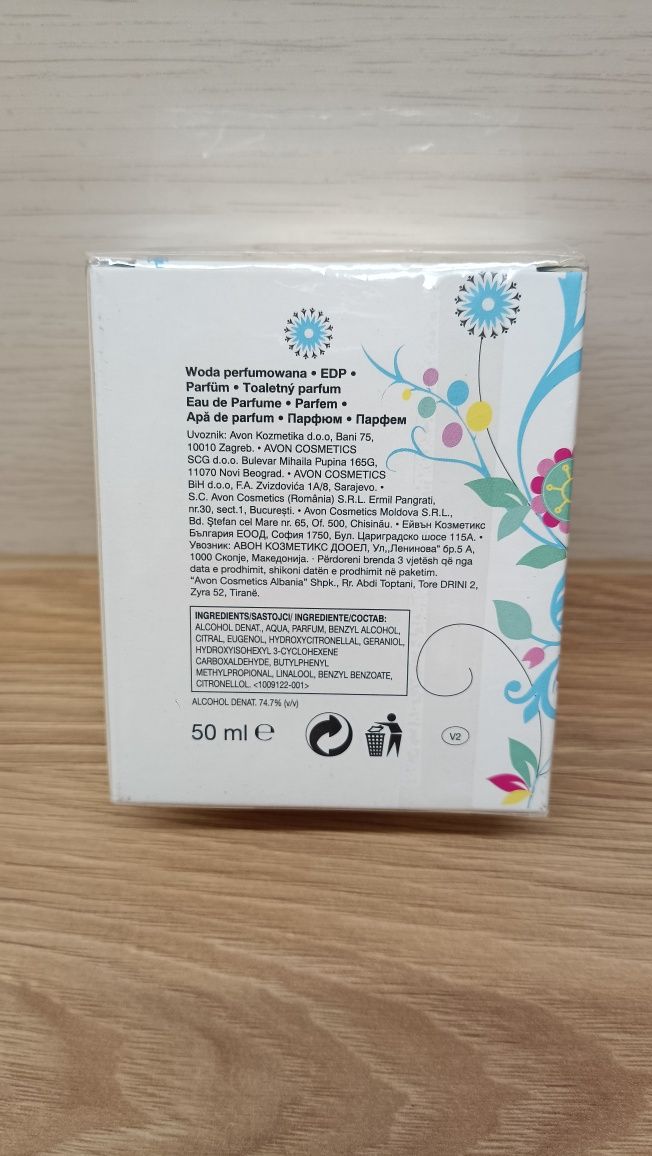 Woda perfumowana • EDP •
Parfüm • Toaletný parfum
Eau de Parfume • Parfem •
Apă de parfum • Парфюм • Парфем
Uvoznik: Avon Kozmetika d.o.o, Bani 75,
10010 Zagreb. • AVON COSMETICS
SCG d.o.o. Bulevar Mihaila Pupina 165G,
11070 Novi Beograd. • AVON COSMETICS
BiH d.o.o, F.A. Zvizdovića 1A/8, Sarajevo. •
S.C. Avon Cosmetics (România) S.R.L. Ermil Pangrati,
nr.30, sect.1, Bucureşti. • Avon Cosmetics Moldova S.R.L.,
Bd. Ştefan cel Mare nr. 65, Of. 500, Chisinău. • Ейвън Козметикс
България ЕООД, София 1750, Бул. Цариградско шосе 115А. •
Увозник: АВОН КОЗМЕТИКС ДООЕЛ, Ул,,Ленинова" бр.5 А,
1000 Скопје, Македонија. · Përdoreni brenda 3 vjetësh që nga
data e prodhimit, shikoni datën e prodhimit në paketim.
"Avon Cosmetics Albania" Shpk., Rr. Abdi Toptani, Tore DRINI 2,
Zyra 52, Tiranë.
INGREDIENTS/SASTOJCI/ INGREDIENTE/СОСТАВ:
ALCOHOL DENAT., AQUA, PARFUM, BENZYL ALCOHOL,
CITRAL, EUGENOL, HYDROXYCITRONELLAL, GERANIOL,
HYDROXYISOHEXYL 3-CYCLOHEXENE
CARBOXALDEHYDE, BUTYLPHENYL
METHYLPROPIONAL, LINALOOL, BENZYL BENZOATE,
CITRONELLOL. <1009122-001>
ALCOHOL DENAT. 74.7% (v/v)
50 ml ℮
V2